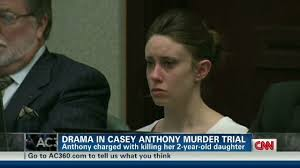 DRAMA IN CASEY ANTHONY MURDER TRIAL
Anthony charged with killing her 2-year-old daughter
CNN
AC360
Go to AC360.com to tell us what you think